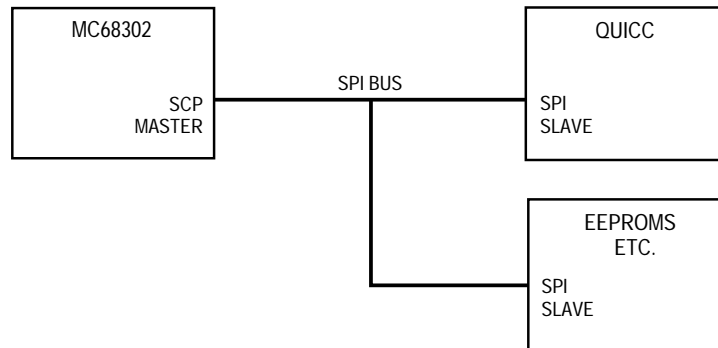 MC68302
SCP
MASTER
SPI BUS
QUICC
SPI
SLAVE
EEPROMS
ETC.
SPI
SLAVE